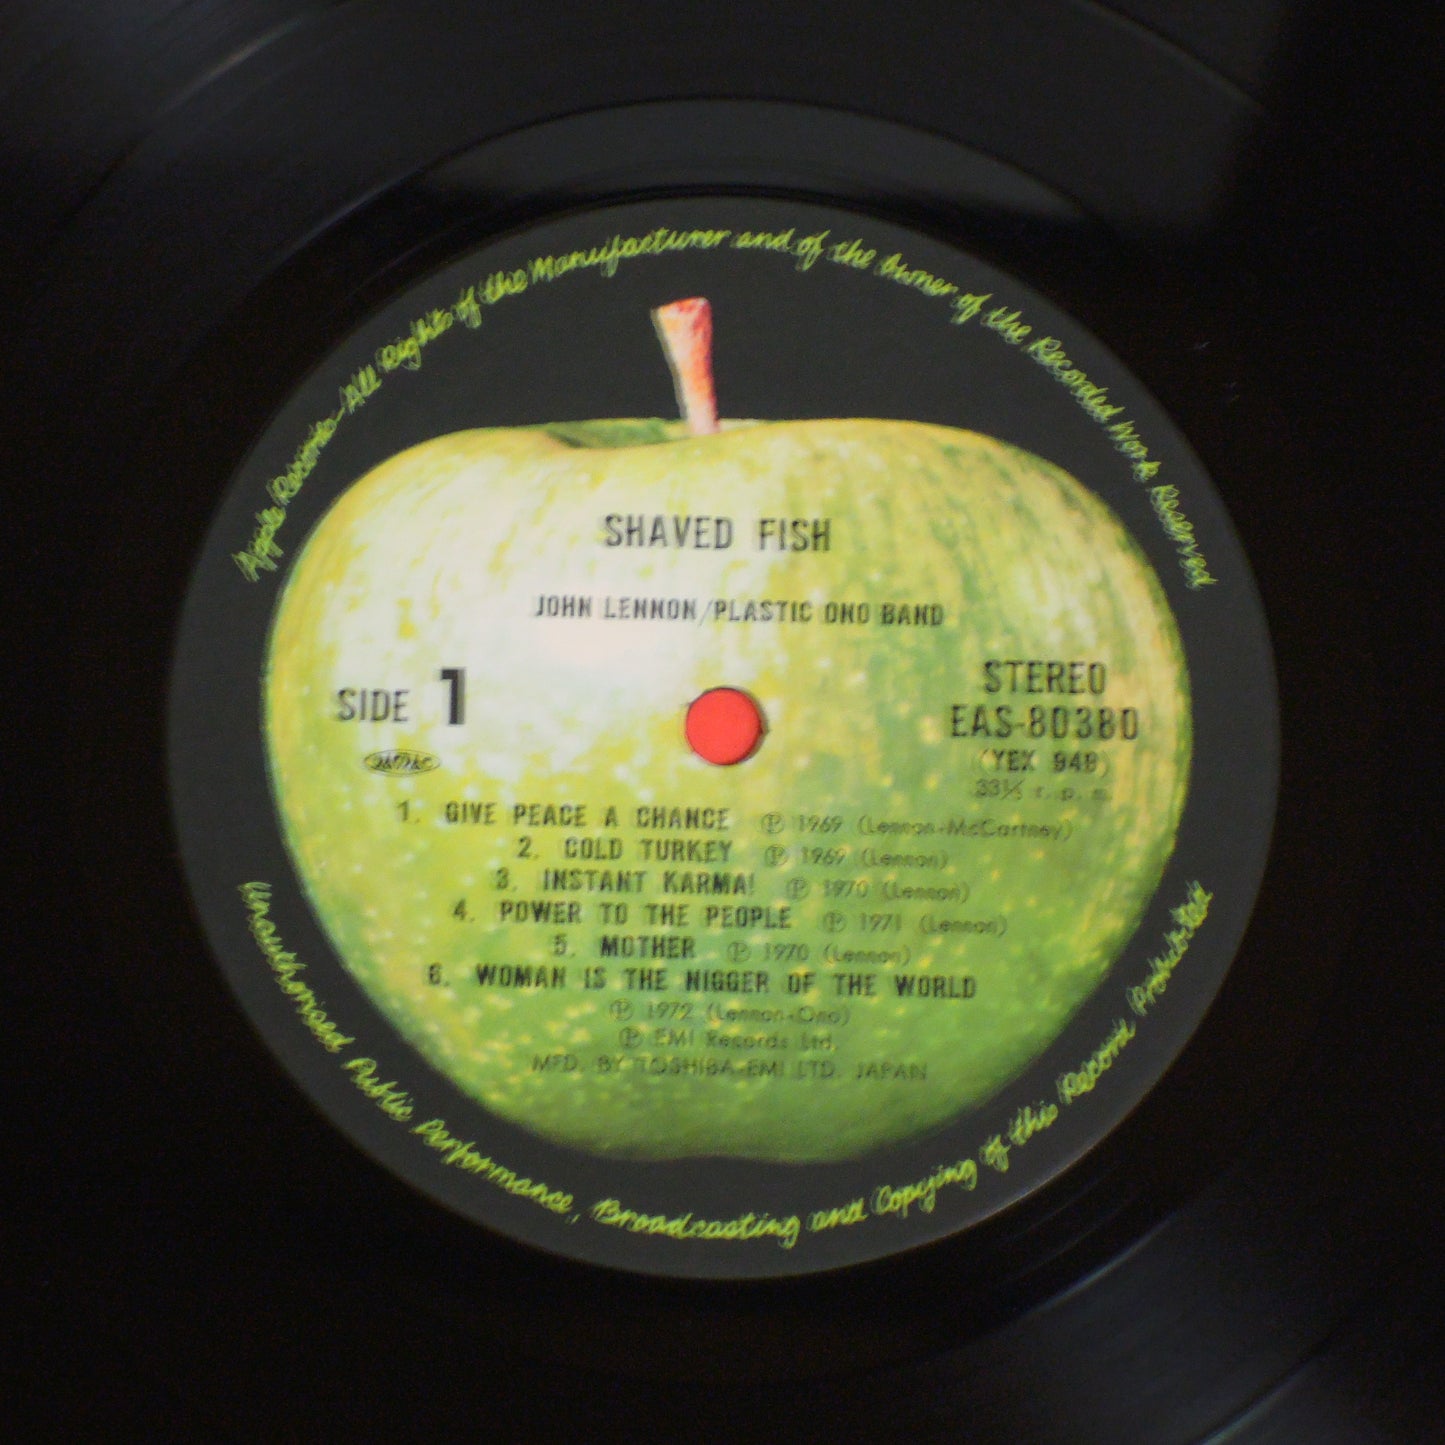 Apple Records-All Rights of the Manufacturer and of the Owner of the Recorded Work Reserved
SHAVED FISH
JOHN LENNON/PLASTIC ONO BAND
SIDE 1
STEREO
EAS-80380
(YEX 948)
33⅓ r. p. m.
1. GIVE PEACE A CHANCE ℗ 1969 (Lennon-McCartney)
2. COLD TURKEY ℗ 1969 (Lennon)
3. INSTANT KARMA! ℗ 1970 (Lennon)
4. POWER TO THE PEOPLE ℗ 1971 (Lennon)
5. MOTHER ℗ 1970 (Lennon)
6. WOMAN IS THE NIGGER OF THE WORLD
℗ 1972 (Lennon-Ono)
℗ EMI Records Ltd.
MFD. BY TOSHIBA-EMI LTD. JAPAN
Unauthorised Public Performance, Broadcasting and Copying of this Record Prohibited